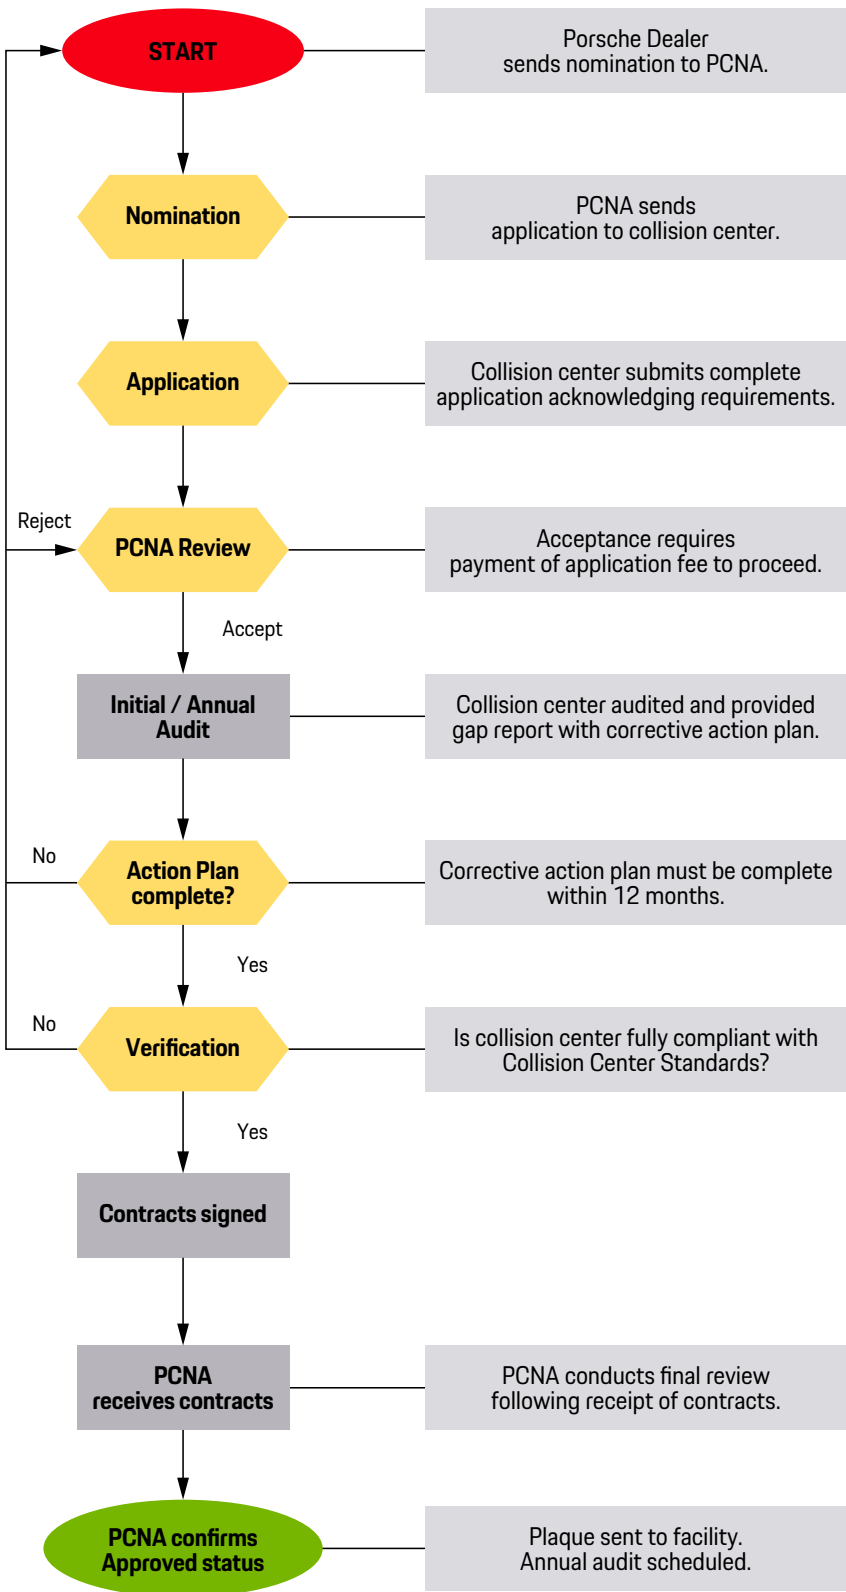 START
Porsche Dealer
sends nomination to PCNA.
Nomination
PCNA sends
application to collision center.
Application
Collision center submits complete
application acknowledging requirements.
Reject
PCNA Review
Acceptance requires
payment of application fee to proceed.
Accept
Initial / Annual
Audit
Collision center audited and provided
gap report with corrective action plan.
No
Action Plan
complete?
Corrective action plan must be complete
within 12 months.
Yes
No
Verification
Is collision center fully compliant with
Collision Center Standards?
Yes
Contracts signed
PCNA
receives contracts
PCNA conducts final review
following receipt of contracts.
PCNA confirms
Approved status
Plaque sent to facility.
Annual audit scheduled.